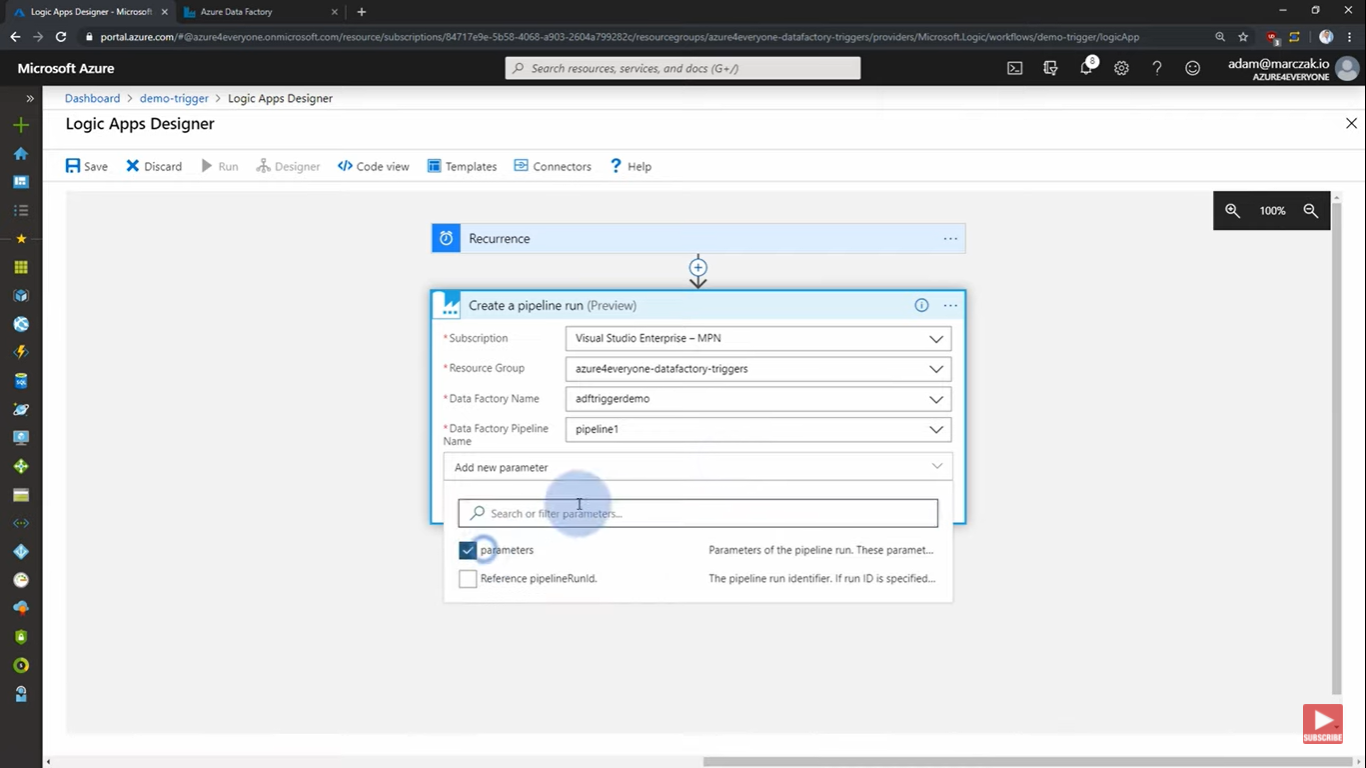 Logic Apps Designer - Microsoft
Azure Data Factory
portal.azure.com/#@azure4everyone.onmicrosoft.com/resource/subscriptions/84717e9e-5b58-4068-a903-2604a799282c/resourcegroups/azure4everyone-datafactory-triggers/providers/Microsoft.Logic/workflows/demo-trigger/logicApp
3
Microsoft Azure
Search resources, services, and docs (G+/)
8
adam@marczak.io
AZURE4EVERYONE
Dashboard > demo-trigger > Logic Apps Designer
Logic Apps Designer
Save Discard Run Designer Code view Templates Connectors Help
100%
Recurrence
Create a pipeline run (Preview)
*Subscription Visual Studio Enterprise – MPN
*Resource Group azure4everyone-datafactory-triggers
*Data Factory Name adftriggerdemo
*Data Factory Pipeline Name pipeline1
Add new parameter
Search or filter parameters...
parameters Parameters of the pipeline run. These paramet...
Reference pipelineRunId. The pipeline run identifier. If run ID is specified...
SQL
SUBSCRIBE